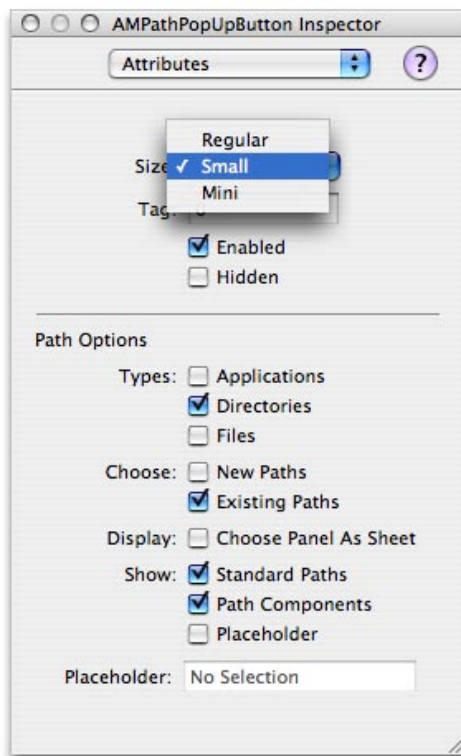 AMPathPopUpButton Inspector
Attributes
?
Regular
Size ✓ Small
Mini
Tag:
Enabled
Hidden
Path Options
Types: Applications
Directories
Files
Choose: New Paths
Existing Paths
Display: Choose Panel As Sheet
Show: Standard Paths
Path Components
Placeholder
Placeholder: No Selection